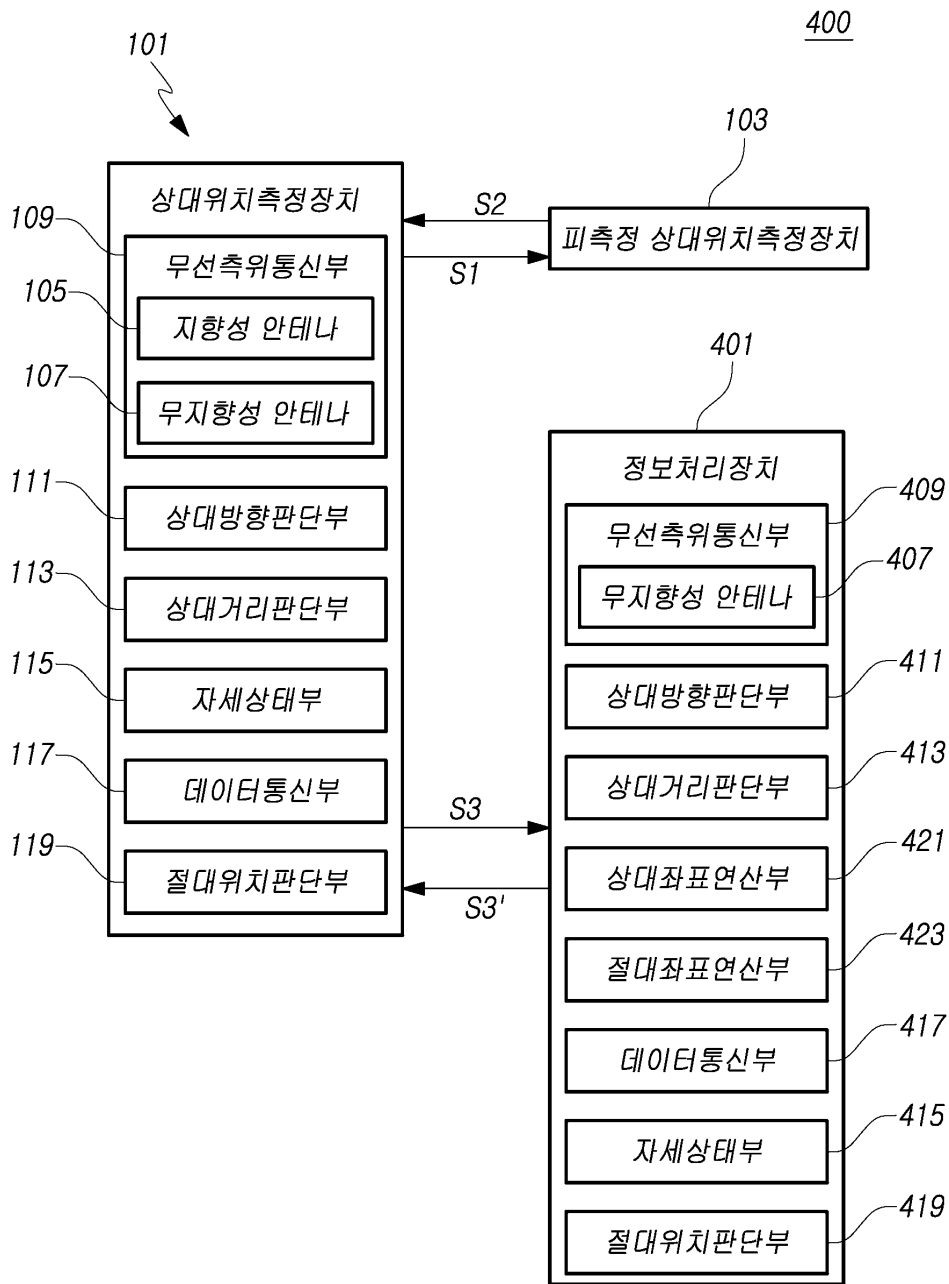 400
101
103
상대위치측정장치
S2
피측정 상대위치측정장치
S1
109
무선측위통신부
105
지향성 안테나
107
무지향성 안테나
401
정보처리장치
111
상대방향판단부
409
무선측위통신부
407
무지향성 안테나
113
상대거리판단부
115
자세상태부
411
상대방향판단부
117
데이터통신부
413
상대거리판단부
S3
119
절대위치판단부
S3'
421
상대좌표연산부
423
절대좌표연산부
417
데이터통신부
415
자세상태부
419
절대위치판단부